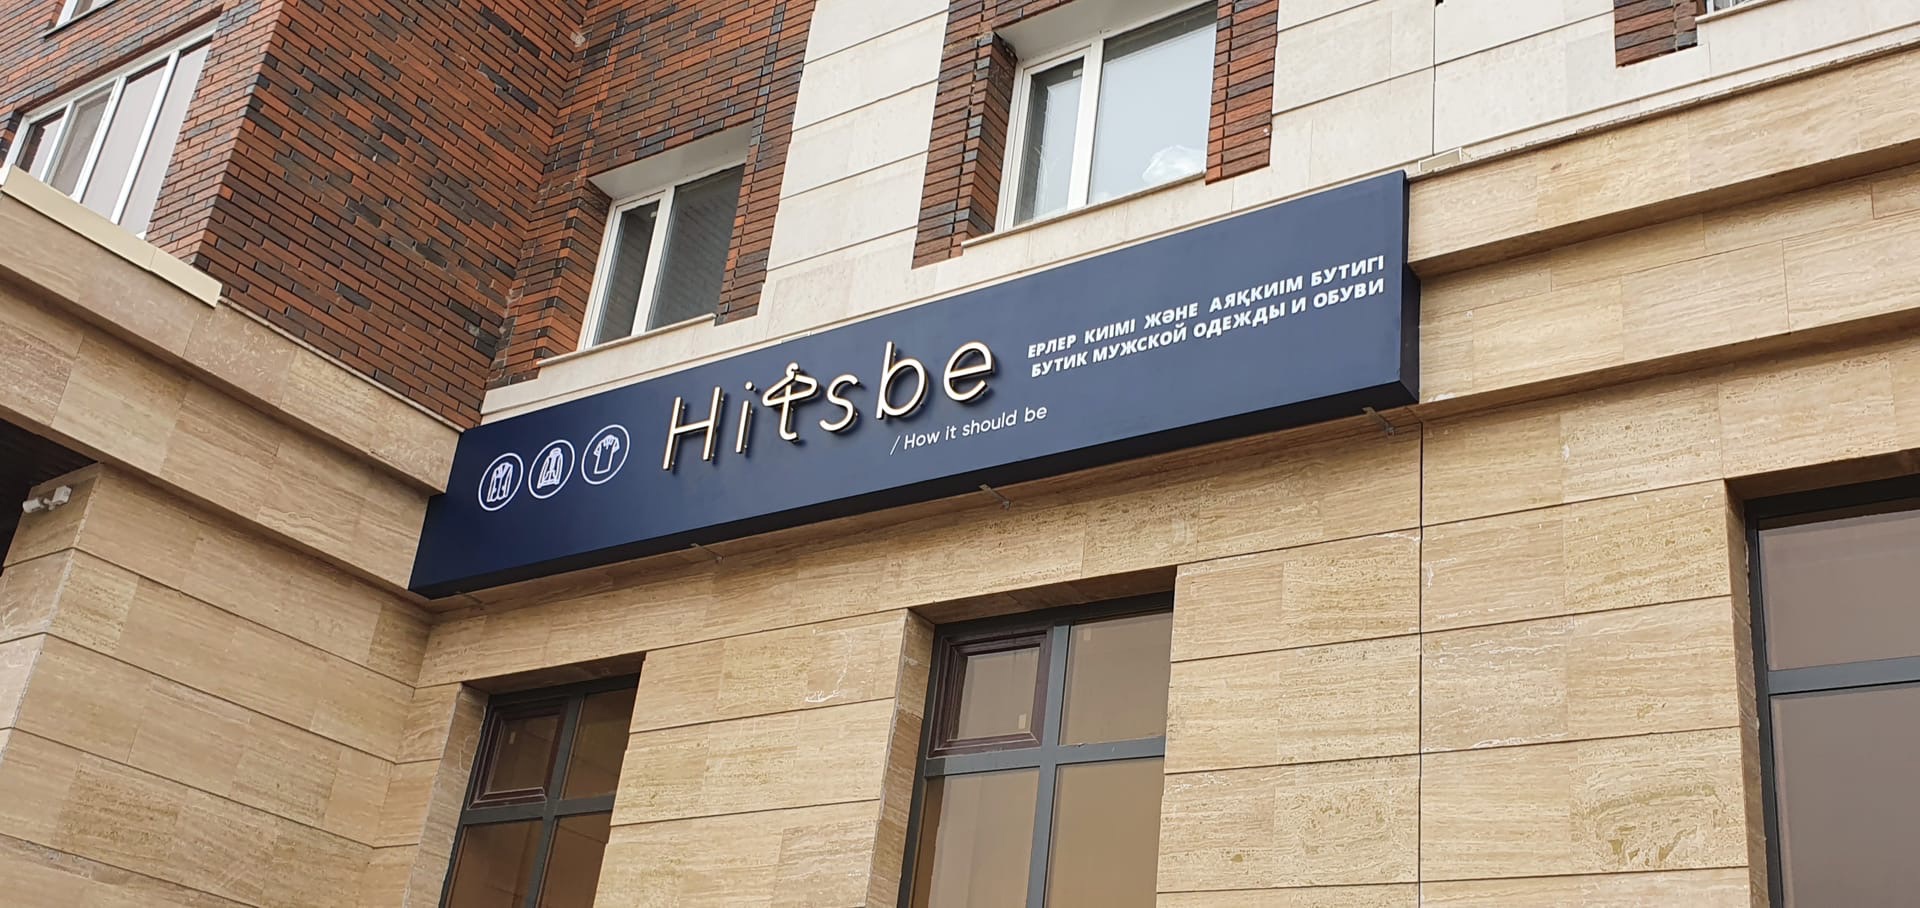 Hitsbe
/ How it should be
ЕРЛЕР КИІМІ ЖӘНЕ АЯҚКИІМ БУТИГІ
БУТИК МУЖСКОЙ ОДЕЖДЫ И ОБУВИ